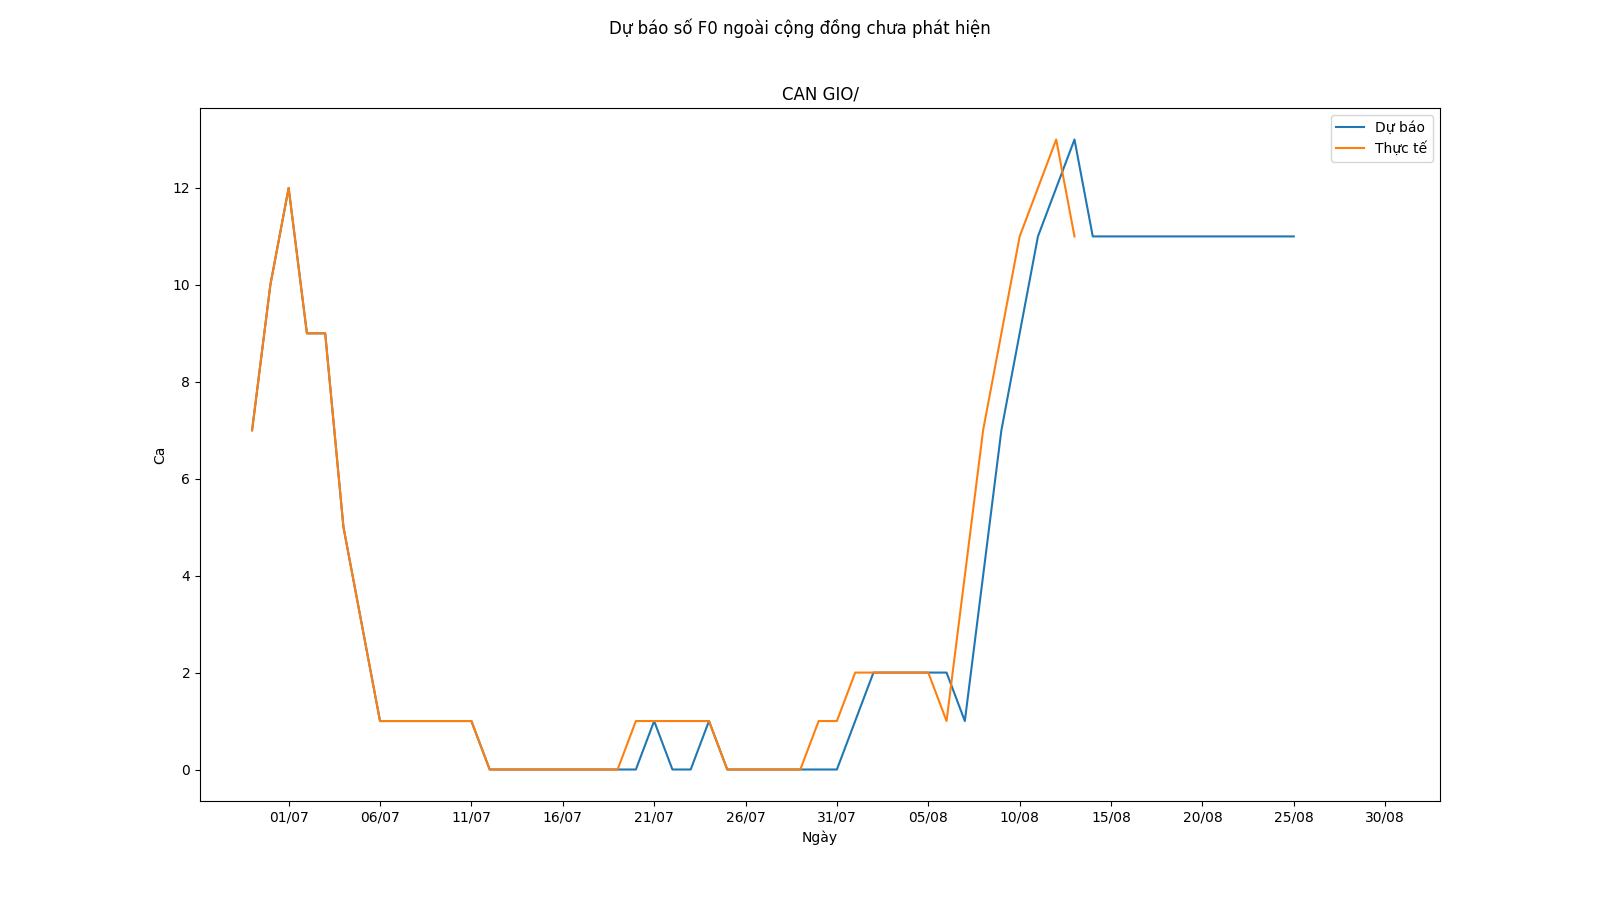 Dự báo số F0 ngoài cộng đồng chưa phát hiện
CAN GIO/
Dự báo
Thực tế
12
10
8
6
4
2
0
Ca
01/07 06/07 11/07 16/07 21/07 26/07 31/07 05/08 10/08 15/08 20/08 25/08 30/08
Ngày